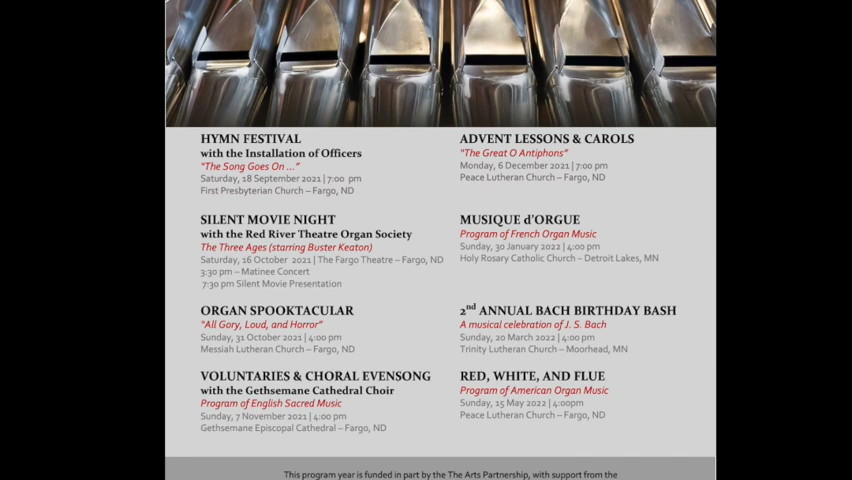 HYMN FESTIVAL
with the Installation of Officers
"The Song Goes On ..."
Saturday, 18 September 2021 | 7:00 pm
First Presbyterian Church – Fargo, ND
SILENT MOVIE NIGHT
with the Red River Theatre Organ Society
The Three Ages (starring Buster Keaton)
Saturday, 16 October 2021 | The Fargo Theatre – Fargo, ND
3:30 pm – Matinee Concert
7:30 pm Silent Movie Presentation
ORGAN SPOOKTACULAR
"All Gory, Loud, and Horror"
Sunday, 31 October 2021 | 4:00 pm
Messiah Lutheran Church – Fargo, ND
VOLUNTARIES & CHORAL EVENSONG
with the Gethsemane Cathedral Choir
Program of English Sacred Music
Sunday, 7 November 2021 | 4:00 pm
Gethsemane Episcopal Cathedral – Fargo, ND
ADVENT LESSONS & CAROLS
"The Great O Antiphons"
Monday, 6 December 2021 | 7:00 pm
Peace Lutheran Church – Fargo, ND
MUSIQUE d'ORGUE
Program of French Organ Music
Sunday, 30 January 2022 | 4:00 pm
Holy Rosary Catholic Church – Detroit Lakes, MN
2nd ANNUAL BACH BIRTHDAY BASH
A musical celebration of J. S. Bach
Sunday, 20 March 2022 | 4:00 pm
Trinity Lutheran Church – Moorhead, MN
RED, WHITE, AND FLUE
Program of American Organ Music
Sunday, 15 May 2022 | 4:00pm
Peace Lutheran Church – Fargo, ND
This program year is funded in part by the The Arts Partnership, with support from the